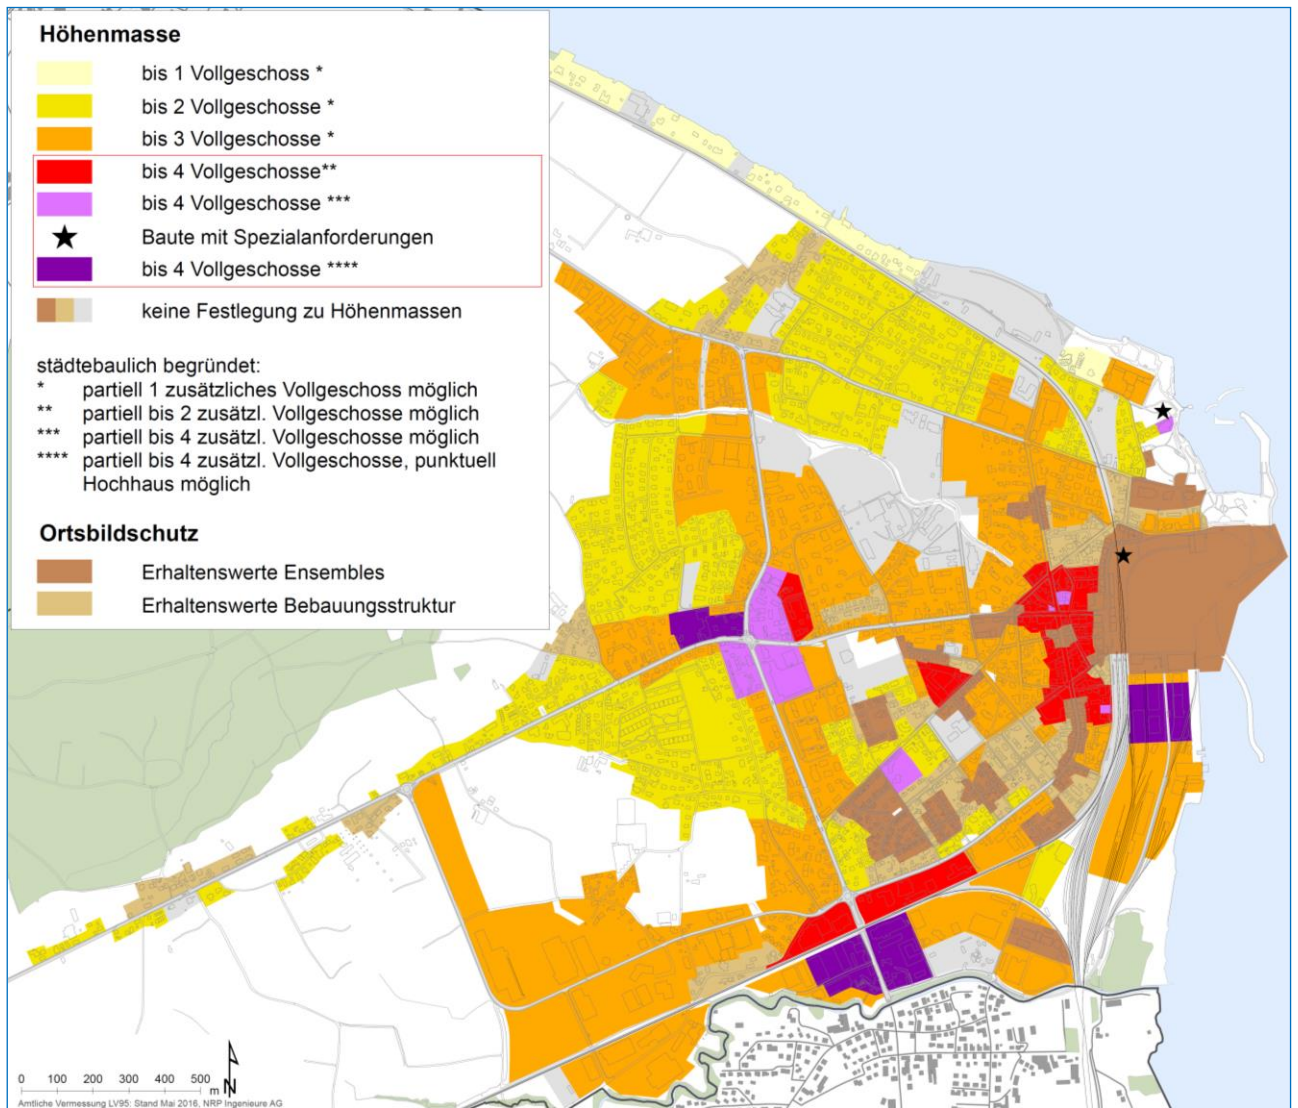 Höhenmasse
bis 1 Vollgeschoss *
bis 2 Vollgeschosse *
bis 3 Vollgeschosse *
bis 4 Vollgeschosse**
bis 4 Vollgeschosse ***
Baute mit Spezialanforderungen
bis 4 Vollgeschosse ****
keine Festlegung zu Höhenmassen
städtebaulich begründet:
* partiell 1 zusätzliches Vollgeschoss möglich
** partiell bis 2 zusätzl. Vollgeschosse möglich
*** partiell bis 4 zusätzl. Vollgeschosse möglich
**** partiell bis 4 zusätzl. Vollgeschosse, punktuell
Hochhaus möglich
Ortsbildschutz
Erhaltenswerte Ensembles
Erhaltenswerte Bebauungsstruktur
N
0 100 200 300 400 500 m
Amtliche Vermessung LV95: Stand Mai 2016, NRP Ingenieure AG